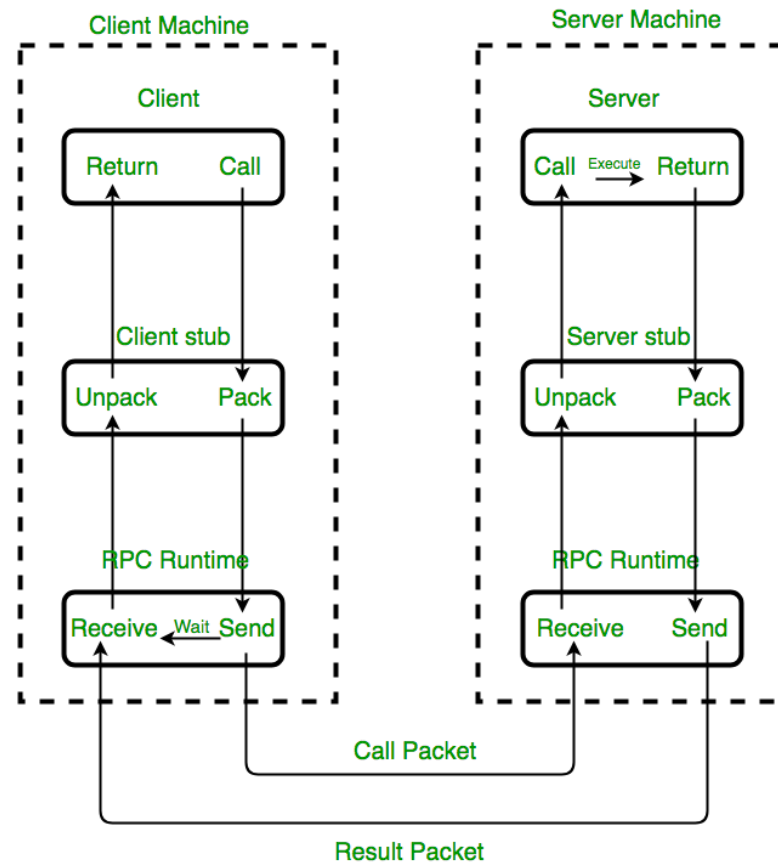 Client Machine
Server Machine
Client
Server
Return Call
Call Execute Return
Client stub
Server stub
Unpack Pack
Unpack Pack
RPC Runtime
RPC Runtime
Receive Wait Send
Receive Send
Call Packet
Result Packet